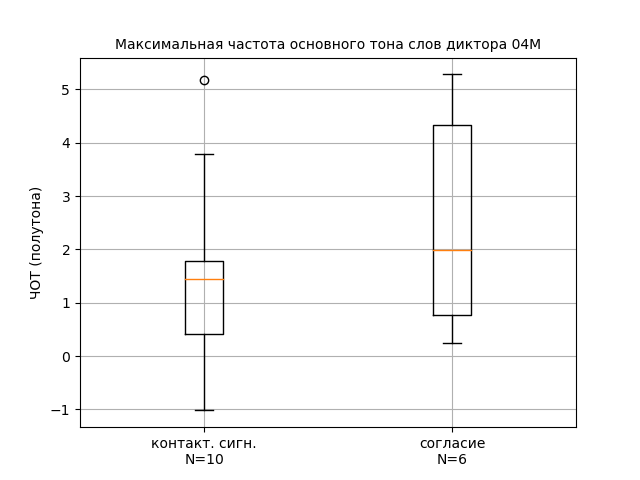 Максимальная частота основного тона слов диктора 04М
ЧОТ (полутона)
5
4
3
2
1
0
−1
контакт. сигн.
N=10
согласие
N=6